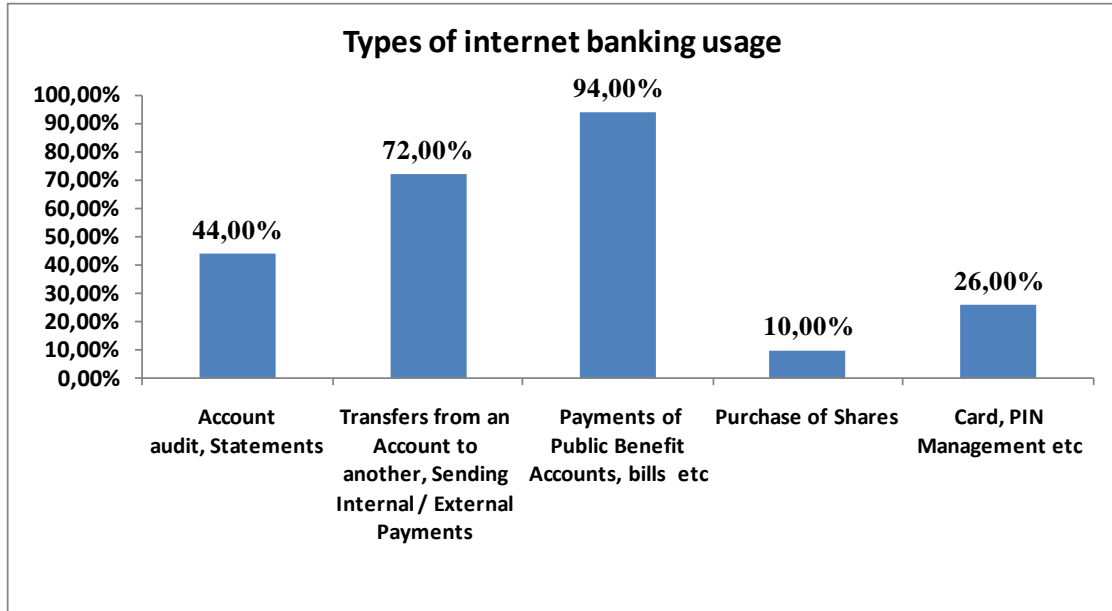 Types of internet banking usage
100,00%
90,00%
80,00%
70,00%
60,00%
50,00%
40,00%
30,00%
20,00%
10,00%
0,00%
44,00%
72,00%
94,00%
10,00%
26,00%
Account
audit, Statements
Transfers from an
Account to
another, Sending
Internal / External
Payments
Payments of
Public Benefit
Accounts, bills etc
Purchase of Shares
Card, PIN
Management etc